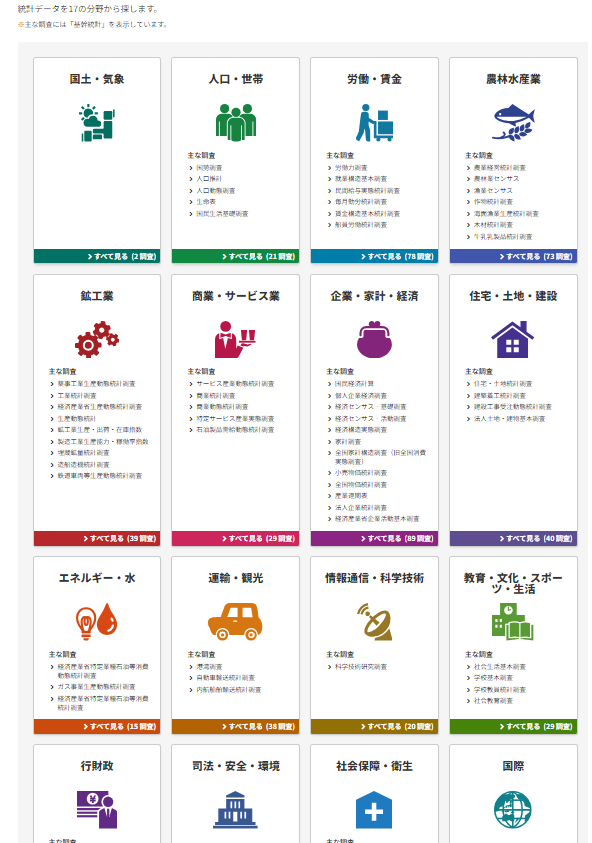 統計データを17の分野から探します。
※主な調査には「基幹統計」を表示しています。
国土・気象
すべて見る (2 調査)
人口・世帯
主な調査
国勢調査
人口推計
人口動態調査
生命表
国民生活基礎調査
すべて見る (21 調査)
労働・賃金
主な調査
労働力調査
就業構造基本調査
民間給与実態統計調査
毎月勤労統計調査
賃金構造基本統計調査
船員労働統計調査
すべて見る (78 調査)
農林水産業
主な調査
農業経営統計調査
農林業センサス
漁業センサス
作物統計調査
海面漁業生産統計調査
木材統計調査
牛乳乳製品統計調査
すべて見る (73 調査)
鉱工業
主な調査
薬事工業生産動態統計調査
工業統計調査
経済産業省生産動態統計調査
生産動態統計
鉱工業生産・出荷・在庫指数
製造工業生産能力・稼働率指数
埋蔵鉱量統計調査
造船造機統計調査
鉄道車両等生産動態統計調査
すべて見る (39 調査)
商業・サービス業
主な調査
サービス産業動態統計調査
商業統計調査
商業動態統計調査
特定サービス産業実態調査
石油製品需給動態統計調査
すべて見る (29 調査)
企業・家計・経済
主な調査
国民経済計算
個人企業経済調査
経済センサス‐基礎調査
経済センサス‐活動調査
経済構造実態調査
家計調査
全国家計構造調査（旧全国消費
実態調査）
小売物価統計調査
全国物価統計調査
産業連関表
法人企業統計調査
経済産業省企業活動基本調査
すべて見る (89 調査)
住宅・土地・建設
主な調査
住宅・土地統計調査
建築着工統計調査
建設工事受注動態統計調査
法人土地・建物基本調査
すべて見る (40 調査)
エネルギー・水
主な調査
経済産業省特定業種石油等消費
動態統計調査
ガス事業生産動態統計調査
経済産業省特定業種石油等消費
統計調査
すべて見る (15 調査)
運輸・観光
主な調査
港湾調査
自動車輸送統計調査
内航船舶輸送統計調査
すべて見る (38 調査)
情報通信・科学技術
主な調査
科学技術研究調査
すべて見る (20 調査)
教育・文化・スポー
ツ・生活
主な調査
社会生活基本調査
学校基本調査
学校教員統計調査
社会教育調査
すべて見る (29 調査)
行財政
主な調査
司法・安全・環境
社会保障・衛生
主な調査
国際